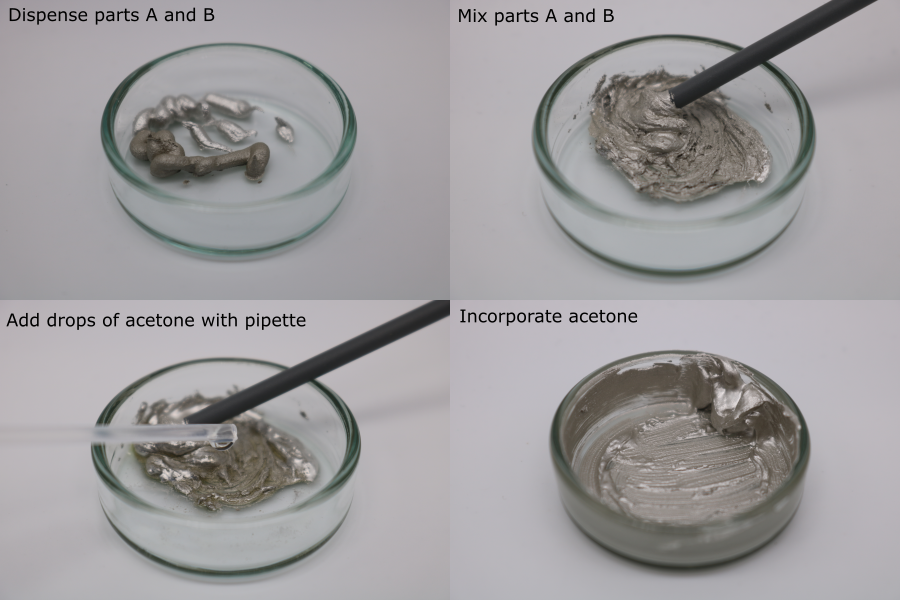 Dispense parts A and B
Mix parts A and B
Add drops of acetone with pipette
Incorporate acetone